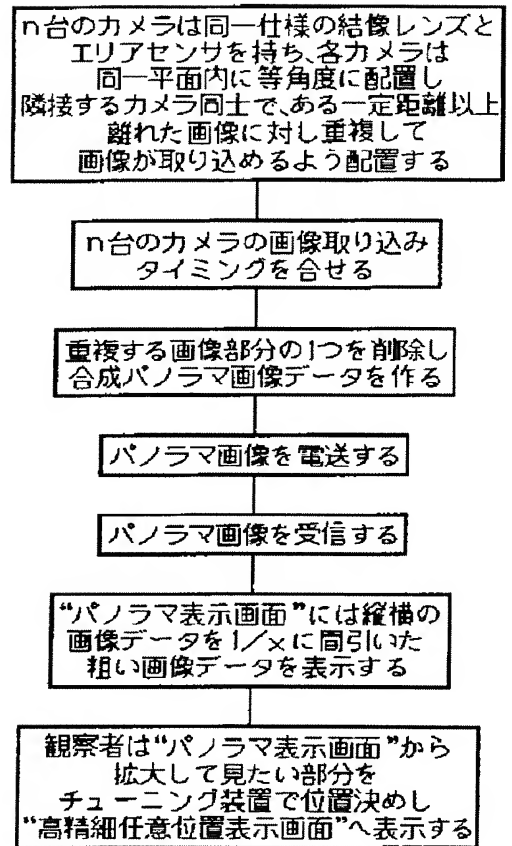 n台のカメラは同一仕様の結像レンズと
エリアセンサを持ち、各カメラは
同一平面内に等角度に配置し
隣接するカメラ同士で、ある一定距離以上
離れた画像に対し重複して
画像が取り込めるよう配置する
n台のカメラの画像取り込み
タイミングを合せる
重複する画像部分の1つを削除し
合成パノラマ画像データを作る
パノラマ画像を電送する
パノラマ画像を受信する
“パノラマ表示画面”には縦横の
画像データを1/xに間引いた
粗い画像データを表示する
観察者は“パノラマ表示画面”から
拡大して見たい部分を
チューニング装置で位置決めし
“高精細任意位置表示画面”へ表示する